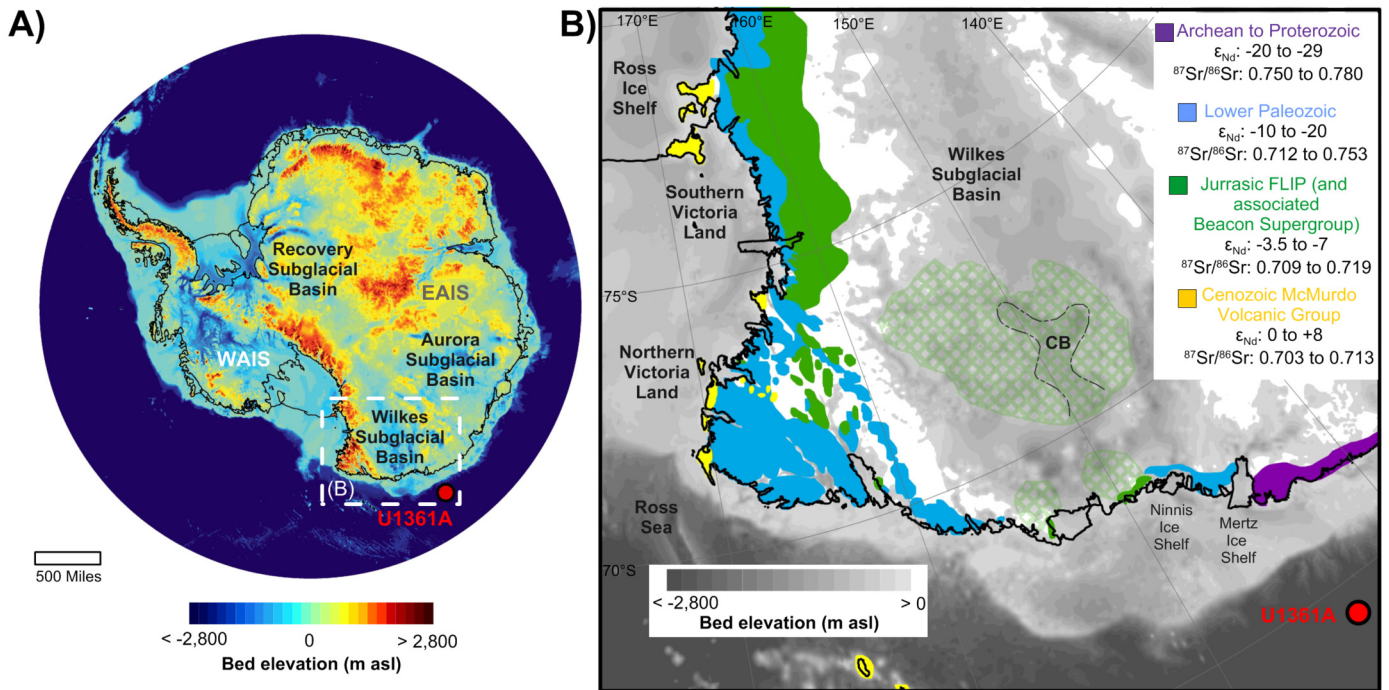 A)
Recovery
Subglacial
Basin
EAIS
Aurora
Subglacial
Basin
WAIS
Wilkes
Subglacial
Basin
(B)
U1361A
500 Miles
< -2,800 0 > 2,800
Bed elevation (m asl)
B)
170°E 160°E 150°E 140°E
Ross
Ice
Shelf
Wilkes
Subglacial
Basin
Southern
Victoria
Land
75°S
CB
Northern
Victoria
Land
Ross
Sea
Ninnis
Ice
Shelf
Mertz
Ice
Shelf
70°S
< -2,800 > 0
Bed elevation (m asl)
U1361A
Archean to Proterozoic
εNd: -20 to -29
⁸⁷Sr/⁸⁶Sr: 0.750 to 0.780
Lower Paleozoic
εNd: -10 to -20
⁸⁷Sr/⁸⁶Sr: 0.712 to 0.753
Jurrasic FLIP (and
associated
Beacon Supergroup)
εNd: -3.5 to -7
⁸⁷Sr/⁸⁶Sr: 0.709 to 0.719
Cenozoic McMurdo
Volcanic Group
εNd: 0 to +8
⁸⁷Sr/⁸⁶Sr: 0.703 to 0.713